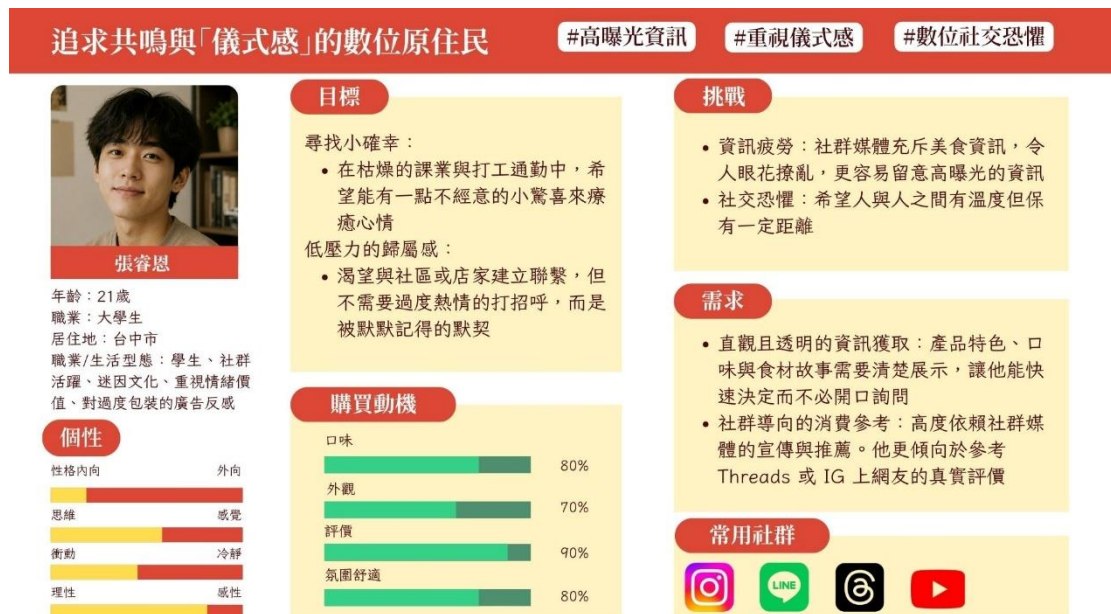 追求共鳴與「儀式感」的數位原住民
#高曝光資訊
#重視儀式感
#數位社交恐懼
張睿恩
年齡：21歲
職業：大學生
居住地：台中市
職業/生活型態：學生、社群
活躍、迷因文化、重視情緒價
值、對過度包裝的廣告反感
個性
性格內向 外向
思維 感覺
衝動 冷靜
理性 感性
目標
尋找小確幸：
• 在枯燥的課業與打工通勤中，希
望能有一點不經意的小驚喜來療
癒心情
低壓力的歸屬感：
• 渴望與社區或店家建立聯繫，但
不需要過度熱情的打招呼，而是
被默默記得的默契
購買動機
口味
80%
外觀
70%
評價
90%
氛圍舒適
80%
挑戰
• 資訊疲勞：社群媒體充斥美食資訊，令
人眼花撩亂，更容易留意高曝光的資訊
• 社交恐懼：希望人與人之間有溫度但保
有一定距離
需求
• 直觀且透明的資訊獲取：產品特色、口
味與食材故事需要清楚展示，讓他能快
速決定而不必開口詢問
• 社群導向的消費參考：高度依賴社群媒
體的宣傳與推薦。他更傾向於參考
Threads 或 IG 上網友的真實評價
常用社群
LINE